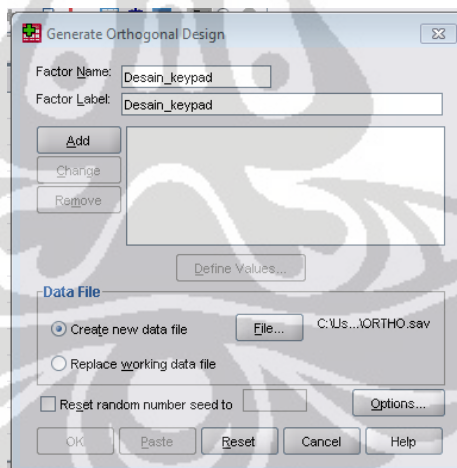 Generate Orthogonal Design
Factor Name: Desain_keypad
Factor Label: Desain_keypad
Add
Change
Remove
Define Values...
Data File
Create new data file File... C:\Us...\ORTHO.sav
Replace working data file
Reset random number seed to Options...
OK Paste Reset Cancel Help